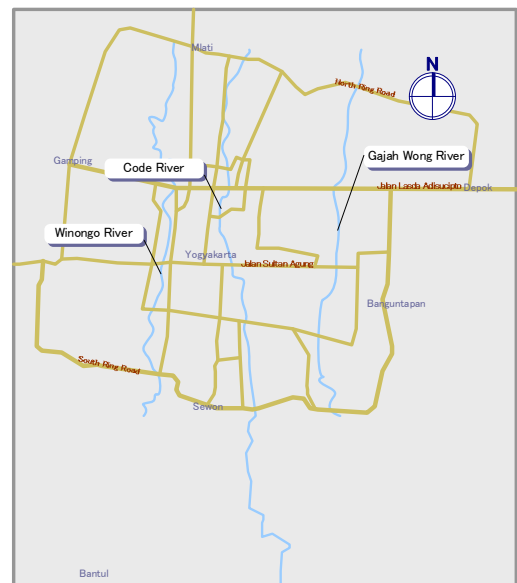 Mlati
N
North Ring Road
Gamping
Code River
Gajah Wong River
Jalan Lasda Adisucipto
Depok
Winongo River
Yogyakarta
Jalan Sultan Agung
Banguntapan
South Ring Road
Sewon
Bantul